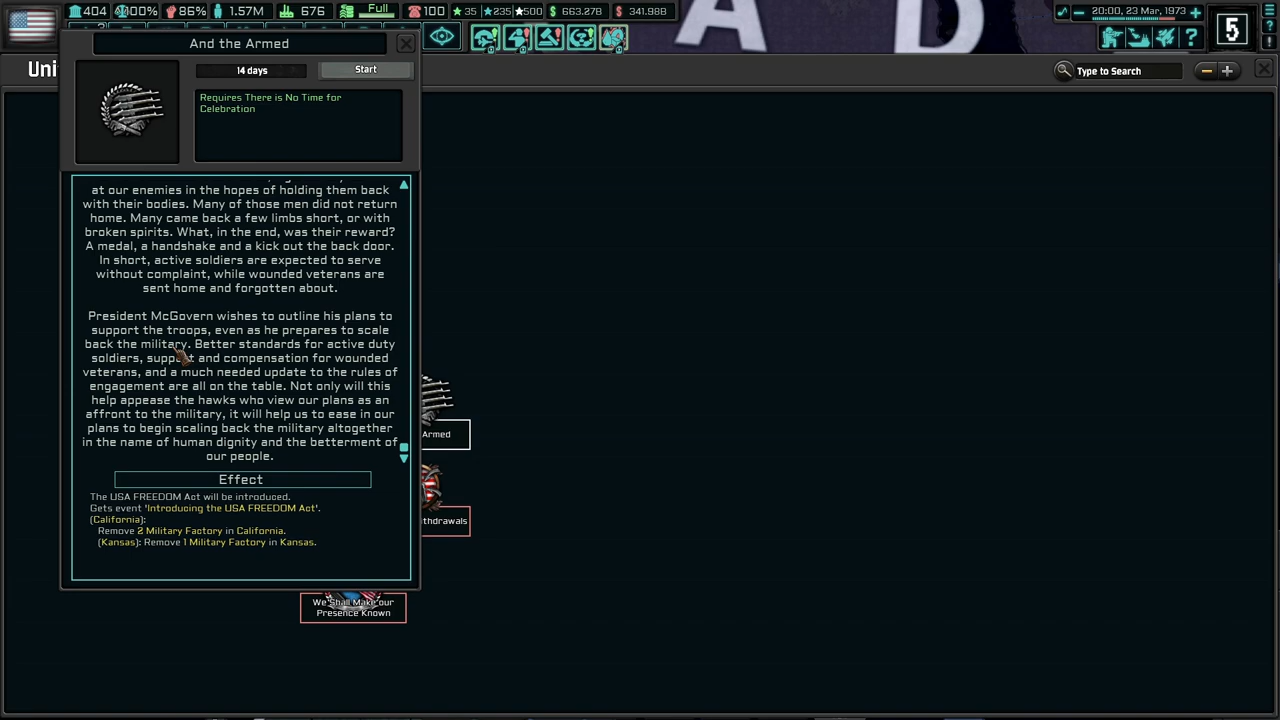 404 100% 86% 1.57M 676 Full 100 35 235 500 $ 663.278 $ 341.988
20:00, 23 Mar, 1973
5
A D
And the Armed
Uni
Type to Search
14 days
Start
Requires There is No Time for
Celebration
at our enemies in the hopes of holding them back
with their bodies. Many of those men did not return
home. Many came back a few limbs short, or with
broken spirits. What, in the end, was their reward?
A medal, a handshake and a kick out the back door.
In short, active soldiers are expected to serve
without complaint, while wounded veterans are
sent home and forgotten about.
President McGovern wishes to outline his plans to
support the troops, even as he prepares to scale
back the military. Better standards for active duty
soldiers, support and compensation for wounded
veterans, and a much needed update to the rules of
engagement are all on the table. Not only will this
help appease the hawks who view our plans as an
affront to the military, it will help us to ease in our
plans to begin scaling back the military altogether
in the name of human dignity and the betterment of
our people.
Armed
Effect
The USA FREEDOM Act will be introduced.
Gets event 'Introducing the USA FREEDOM Act'.
(California):
Remove 2 Military Factory in California.
(Kansas): Remove 1 Military Factory in Kansas.
thdrawals
We Shall Make our
Presence Known